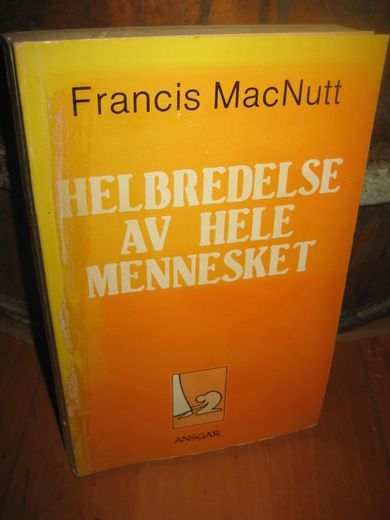 Francis MacNutt
HELBREDELSE
AV HELE
MENNESKET
ANSGAR